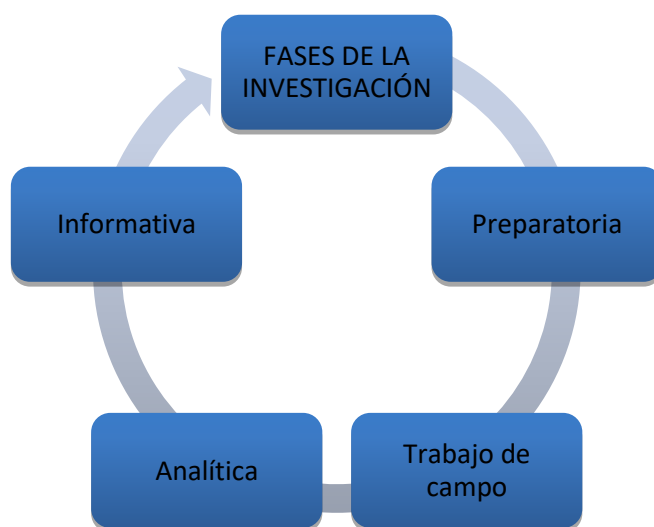 FASES DE LA
INVESTIGACIÓN
Preparatoria
Trabajo de
campo
Analítica
Informativa